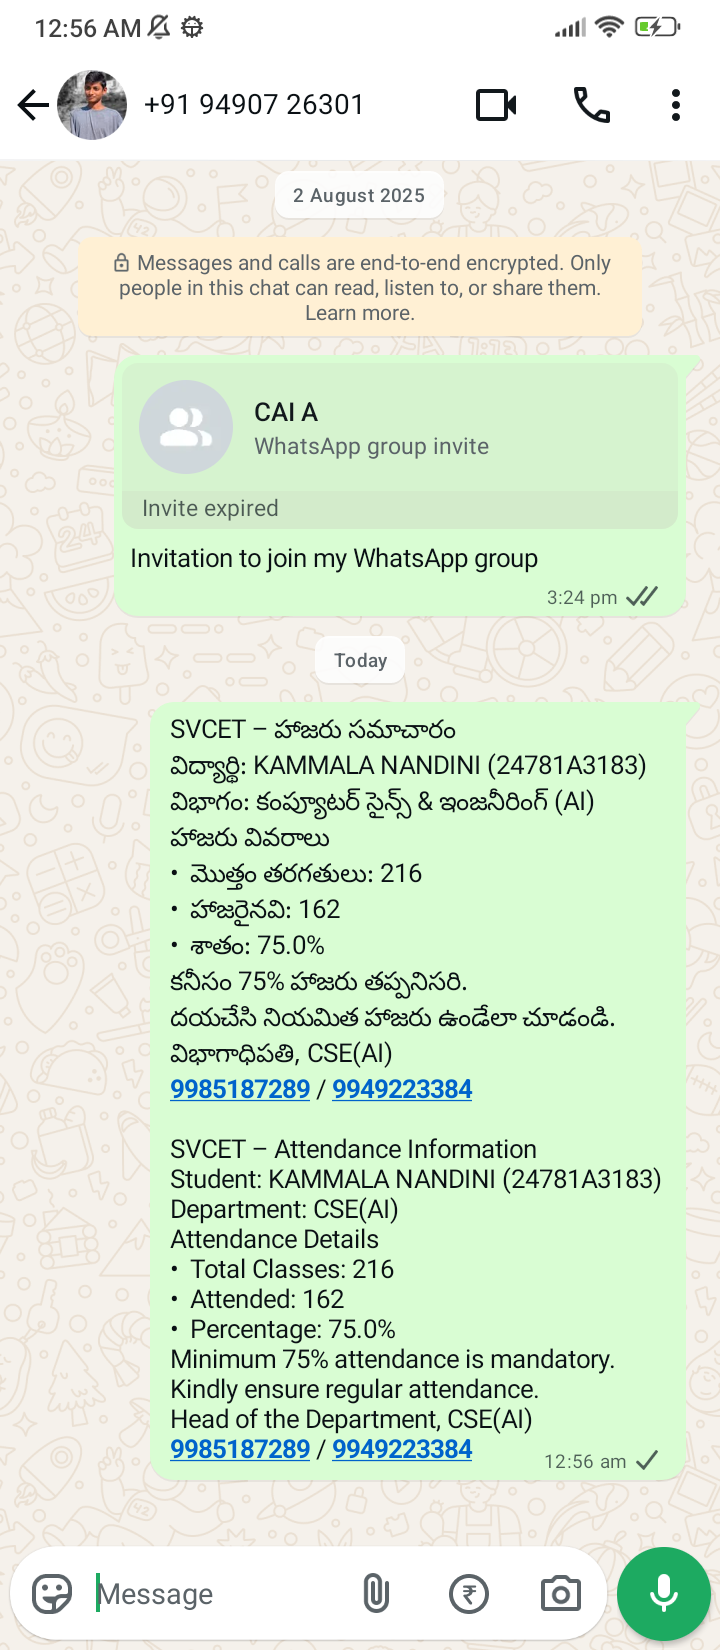 12:56 AM
+91 94907 26301
2 August 2025
Messages and calls are end-to-end encrypted. Only
people in this chat can read, listen to, or share them.
Learn more.
CAI A
WhatsApp group invite
Invite expired
Invitation to join my WhatsApp group
3:24 pm
Today
SVCET – హాజరు సమాచారం
విద్యార్థి: KAMMALA NANDINI (24781A3183)
విభాగం: కంప్యూటర్ సైన్స్ & ఇంజనీరింగ్ (AI)
హాజరు వివరాలు
• మొత్తం తరగతులు: 216
• హాజరైనవి: 162
• శాతం: 75.0%
కనీసం 75% హాజరు తప్పనిసరి.
దయచేసి నియమిత హాజరు ఉండేలా చూడండి.
విభాగాధిపతి, CSE(AI)
9985187289 / 9949223384
SVCET – Attendance Information
Student: KAMMALA NANDINI (24781A3183)
Department: CSE(AI)
Attendance Details
• Total Classes: 216
• Attended: 162
• Percentage: 75.0%
Minimum 75% attendance is mandatory.
Kindly ensure regular attendance.
Head of the Department, CSE(AI)
9985187289 / 9949223384
12:56 am
Message